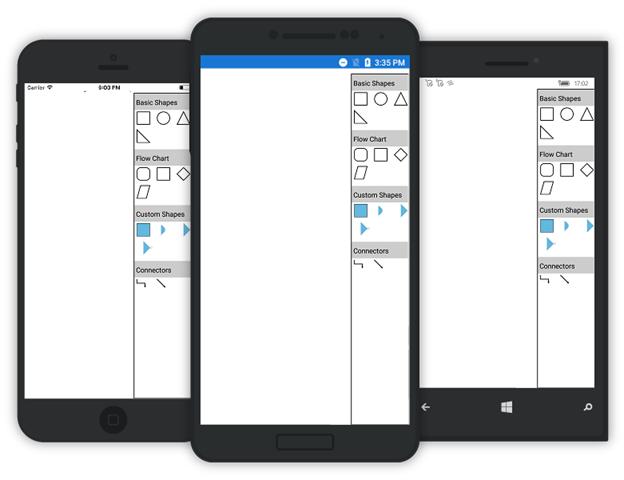 Carrier
9:03 PM
Basic Shapes
Flow Chart
Custom Shapes
Connectors
3:35 PM
Basic Shapes
Flow Chart
Custom Shapes
Connectors
17:02
Basic Shapes
Flow Chart
Custom Shapes
Connectors